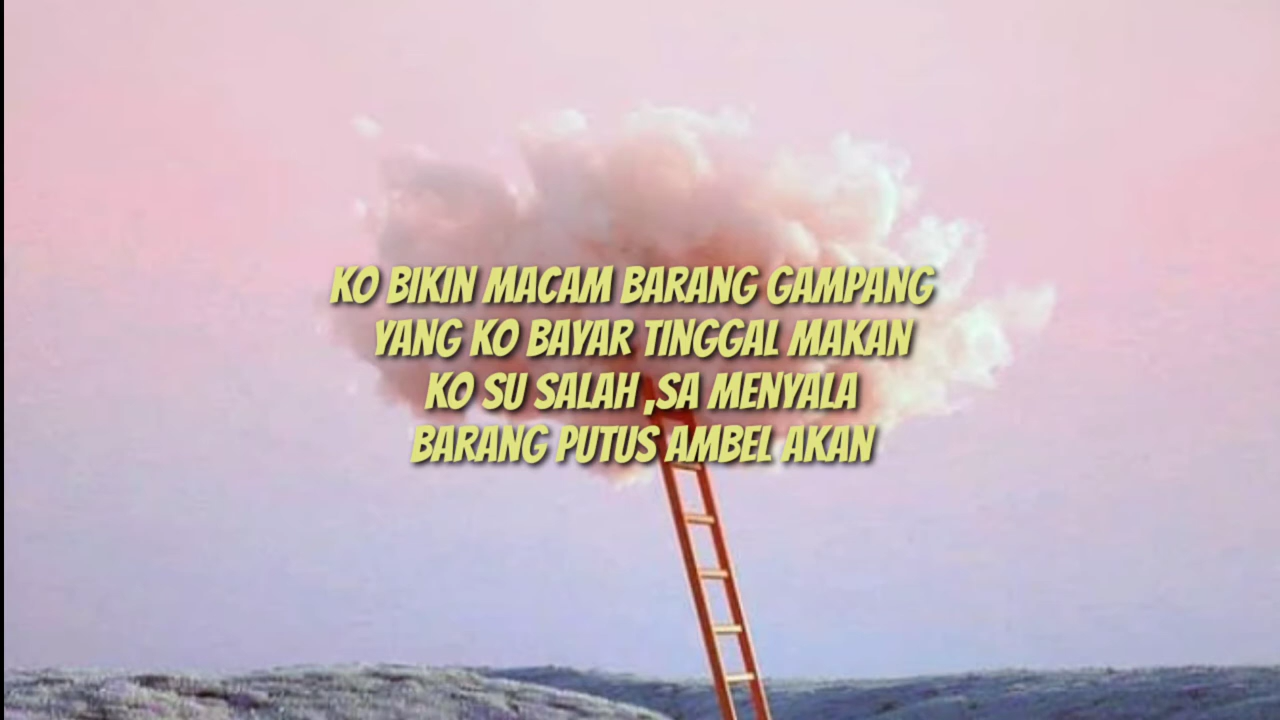 KO BIKIN MACAM BARANG GAMPANG
YANG KO BAYAR TINGGAL MAKAN
KO SU SALAH ,SA MENYALA
BARANG PUTUS AMBEL AKAN